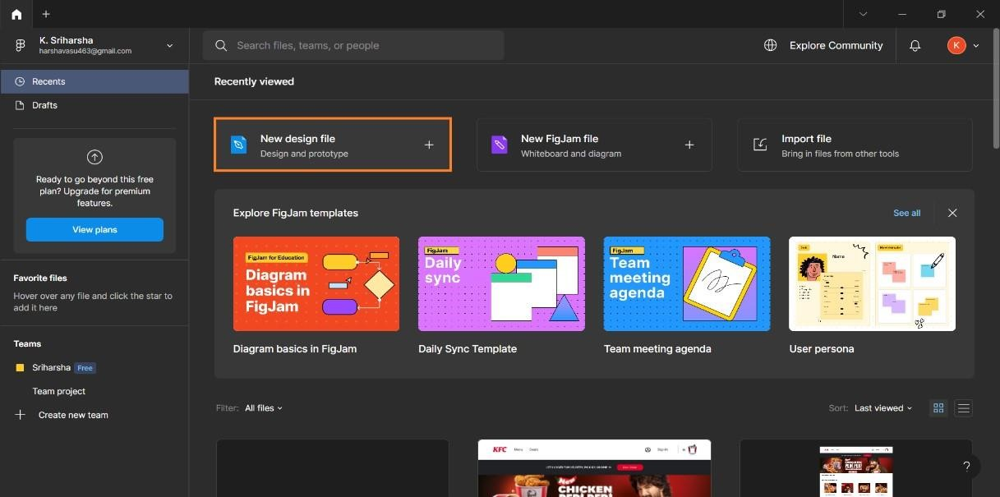 K. Sriharsha
harshavasu463@gmail.com
Search files, teams, or people
Explore Community
K
Recents
Drafts
Ready to go beyond this free
plan? Upgrade for premium
features.
View plans
Favorite files
Hover over any file and click the star to
add it here
Teams
Sriharsha Free
Team project
Create new team
Recently viewed
New design file
Design and prototype
New FigJam file
Whiteboard and diagram
Import file
Bring in files from other tools
Explore FigJam templates
See all
FigJam for Education
Diagram
basics in
FigJam
Diagram basics in FigJam
FigJam
Daily
sync
Daily Sync Template
FigJam
Team
meeting
agenda
Team meeting agenda
Name
User persona
Filter: All files
Sort: Last viewed
KFC Menu Deals Sign In
New
CHICKEN
?